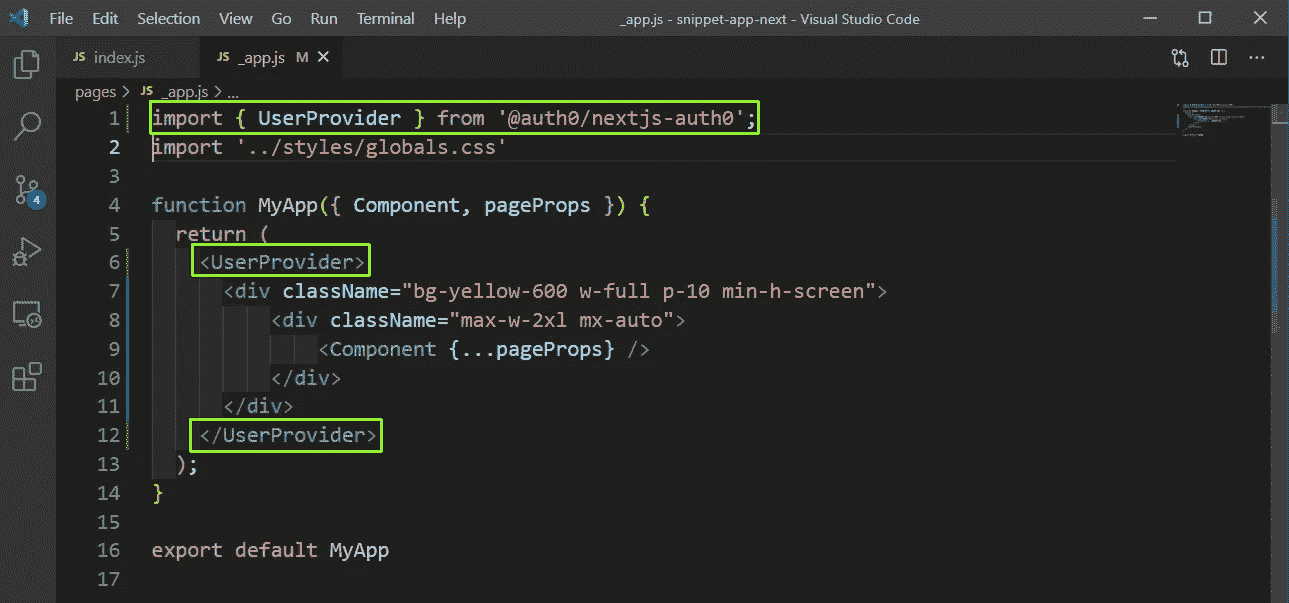 File Edit Selection View Go Run Terminal Help _app.js - snippet-app-next - Visual Studio Code
JS index.js JS _app.js M
pages > JS _app.js > ...
1 import { UserProvider } from '@auth0/nextjs-auth0';
2 import '../styles/globals.css'
3
4 function MyApp({ Component, pageProps }) {
5 return (
6 <UserProvider>
7 <div className="bg-yellow-600 w-full p-10 min-h-screen">
8 <div className="max-w-2xl mx-auto">
9 <Component {...pageProps} />
10 </div>
11 </div>
12 </UserProvider>
13 );
14 }
15
16 export default MyApp
17
4